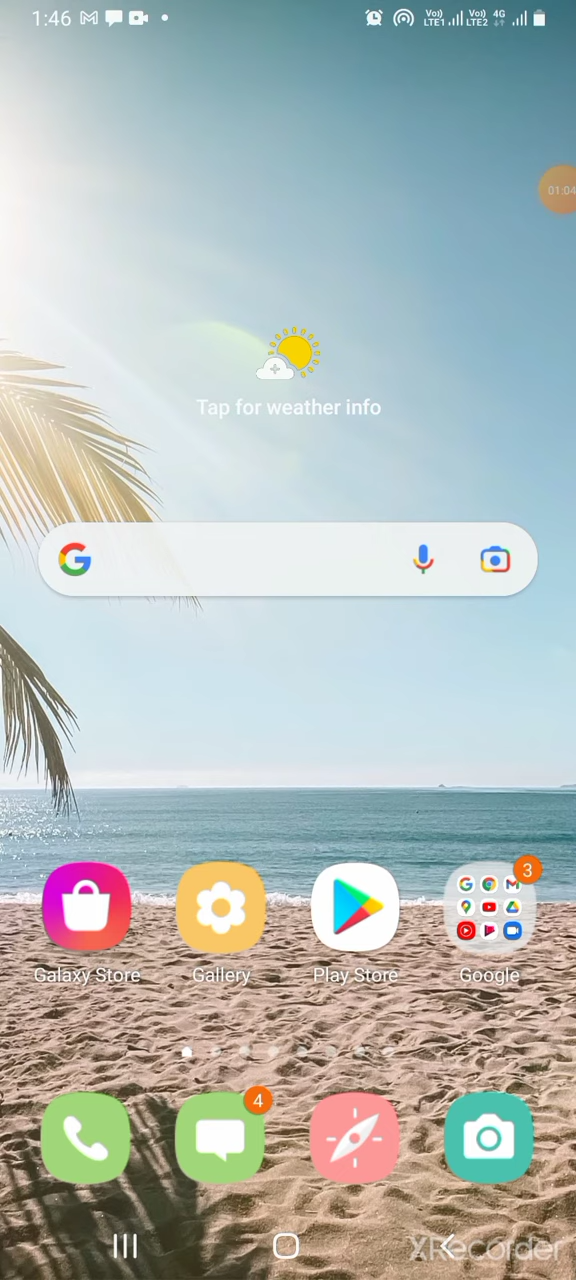 1:46
Vo)) LTE1 Vo)) LTE2 4G
01:04
Tap for weather info
3
Galaxy Store Gallery Play Store Google
4
XRecorder